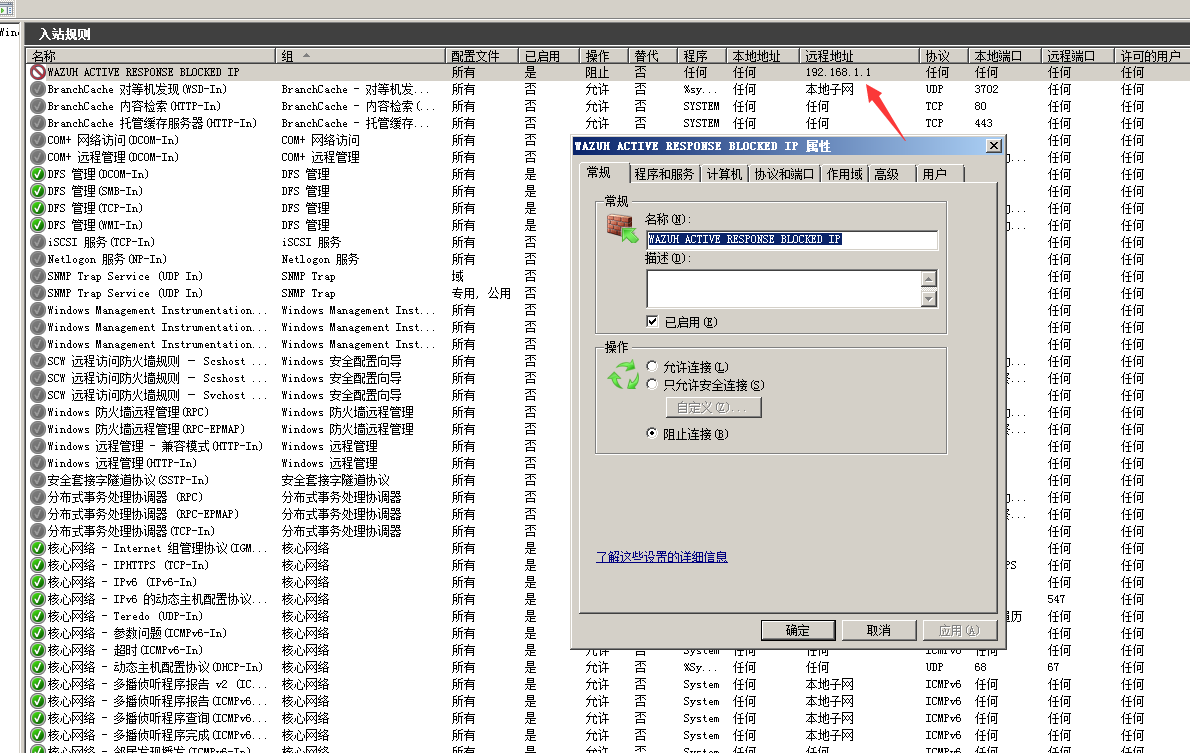 Win
入站规则
名称 组 配置文件 已启用 操作 替代 程序 本地地址 远程地址 协议 本地端口 远程端口 许可的用户
WAZUH ACTIVE RESPONSE BLOCKED IP 所有 是 阻止 否 任何 任何 192.168.1.1 任何 任何 任何 任何
BranchCache 对等机发现(WSD-In) BranchCache - 对等机发... 所有 否 允许 否 %sy... 任何 本地子网 UDP 3702 任何 任何
BranchCache 内容检索(HTTP-In) BranchCache - 内容检索(... 所有 否 允许 否 SYSTEM 任何 任何 TCP 80 任何 任何
BranchCache 托管缓存服务器(HTTP-In) BranchCache - 托管缓存... 所有 否 允许 否 SYSTEM 任何 任何 TCP 443 任何 任何
COM+ 网络访问(DCOM-In) COM+ 网络访问 所有 否 任何 任何
COM+ 远程管理(DCOM-In) COM+ 远程管理 所有 否 任何 任何
DFS 管理(DCOM-In) DFS 管理 所有 是 任何 任何
DFS 管理(SMB-In) DFS 管理 所有 是 任何 任何
DFS 管理(TCP-In) DFS 管理 所有 是 任何 任何
DFS 管理(WMI-In) DFS 管理 所有 是 任何 任何
iSCSI 服务(TCP-In) iSCSI 服务 所有 否 任何 任何
Netlogon 服务(NP-In) Netlogon 服务 所有 否 任何 任何
SNMP Trap Service (UDP In) SNMP Trap 域 否 任何 任何
SNMP Trap Service (UDP In) SNMP Trap 专用, 公用 否 任何 任何
Windows Management Instrumentation... Windows Management Inst... 所有 否 任何 任何
Windows Management Instrumentation... Windows Management Inst... 所有 否 任何 任何
Windows Management Instrumentation... Windows Management Inst... 所有 否 任何 任何
SCW 远程访问防火墙规则 - Scshost ... Windows 安全配置向导 所有 否 任何 任何
SCW 远程访问防火墙规则 - Scshost ... Windows 安全配置向导 所有 否 任何 任何
SCW 远程访问防火墙规则 - Svchost ... Windows 安全配置向导 所有 否 任何 任何
Windows 防火墙远程管理(RPC) Windows 防火墙远程管理 所有 否 任何 任何
Windows 防火墙远程管理(RPC-EPMAP) Windows 防火墙远程管理 所有 否 任何 任何
Windows 远程管理 - 兼容模式(HTTP-In) Windows 远程管理 所有 否 任何 任何
Windows 远程管理(HTTP-In) Windows 远程管理 所有 否 任何 任何
安全套接字隧道协议(SSTP-In) 安全套接字隧道协议 所有 否 任何 任何
分布式事务处理协调器 (RPC) 分布式事务处理协调器 所有 否 任何 任何
分布式事务处理协调器 (RPC-EPMAP) 分布式事务处理协调器 所有 否 任何 任何
分布式事务处理协调器(TCP-In) 分布式事务处理协调器 所有 否 任何 任何
核心网络 - Internet 组管理协议(IGM... 核心网络 所有 是 任何 任何
核心网络 - IPHTTPS (TCP-In) 核心网络 所有 是 任何 任何
核心网络 - IPv6 (IPv6-In) 核心网络 所有 是 任何 任何
核心网络 - IPv6 的动态主机配置协议... 核心网络 所有 是 547 任何
核心网络 - Teredo (UDP-In) 核心网络 所有 是 任何 任何
核心网络 - 参数问题(ICMPv6-In) 核心网络 所有 是 任何 任何
核心网络 - 超时(ICMPv6-In) 核心网络 所有 是 允许 否 System 任何 任何 ICMPv6 任何 任何 任何
核心网络 - 动态主机配置协议(DHCP-In) 核心网络 所有 是 允许 否 %Sy... 任何 任何 UDP 68 67 任何
核心网络 - 多播侦听程序报告 v2 (IC... 核心网络 所有 是 允许 否 System 任何 本地子网 ICMPv6 任何 任何 任何
核心网络 - 多播侦听程序报告(ICMPv6... 核心网络 所有 是 允许 否 System 任何 本地子网 ICMPv6 任何 任何 任何
核心网络 - 多播侦听程序查询(ICMPv6... 核心网络 所有 是 允许 否 System 任何 本地子网 ICMPv6 任何 任何 任何
核心网络 - 多播侦听程序完成(ICMPv6... 核心网络 所有 是 允许 否 System 任何 本地子网 ICMPv6 任何 任何 任何
核心网络 - 邻居发现播发(ICMPv6-In) 核心网络 所有 是 允许 否 System 任何 任何 ICMPv6 任何 任何 任何
WAZUH ACTIVE RESPONSE BLOCKED IP 属性
常规 程序和服务 计算机 协议和端口 作用域 高级 用户
常规
名称(N):
WAZUH ACTIVE RESPONSE BLOCKED IP
描述(D):
已启用(E)
操作
允许连接(L)
只允许安全连接(S)
自定义(Z)...
阻止连接(B)
了解这些设置的详细信息
确定 取消 应用(A)